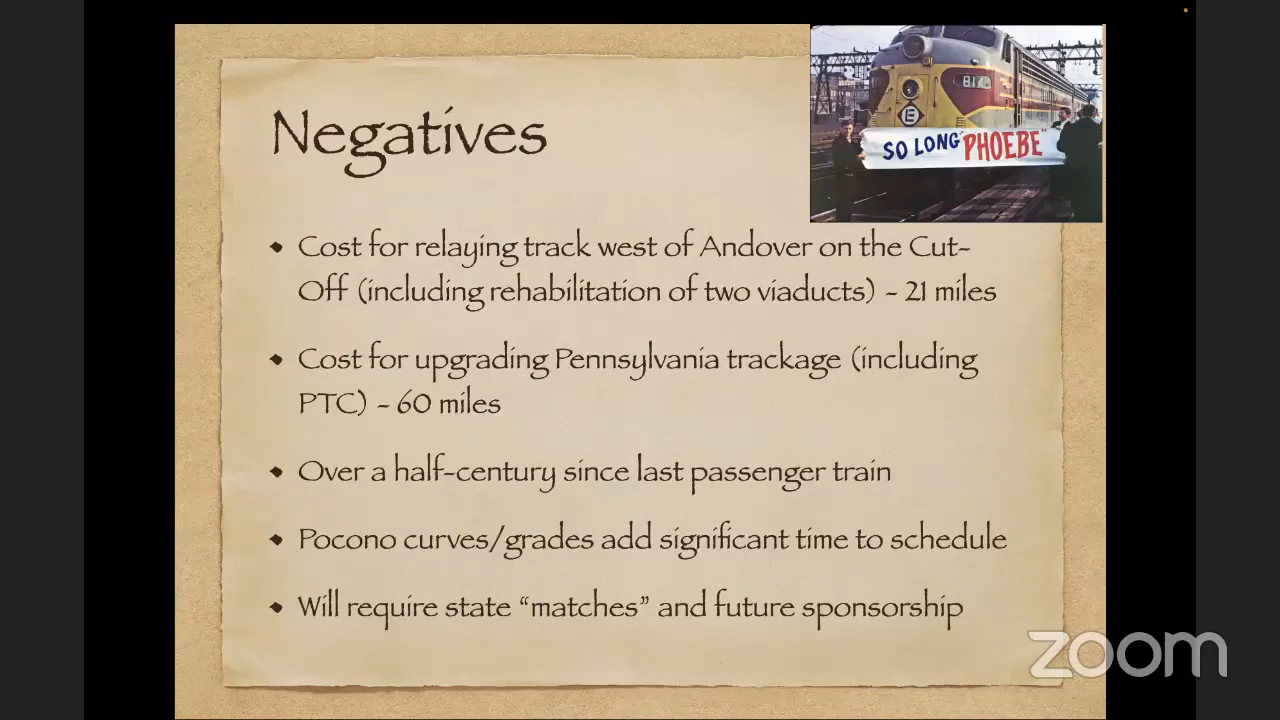 Negatives
814
E
SO LONG "PHOEBE"
• Cost for relaying track west of Andover on the Cut-
Off (including rehabilitation of two viaducts) - 21 miles
• Cost for upgrading Pennsylvania trackage (including
PTC) - 60 miles
• Over a half-century since last passenger train
• Pocono curves/grades add significant time to schedule
• Will require state “matches” and future sponsorship
zoom